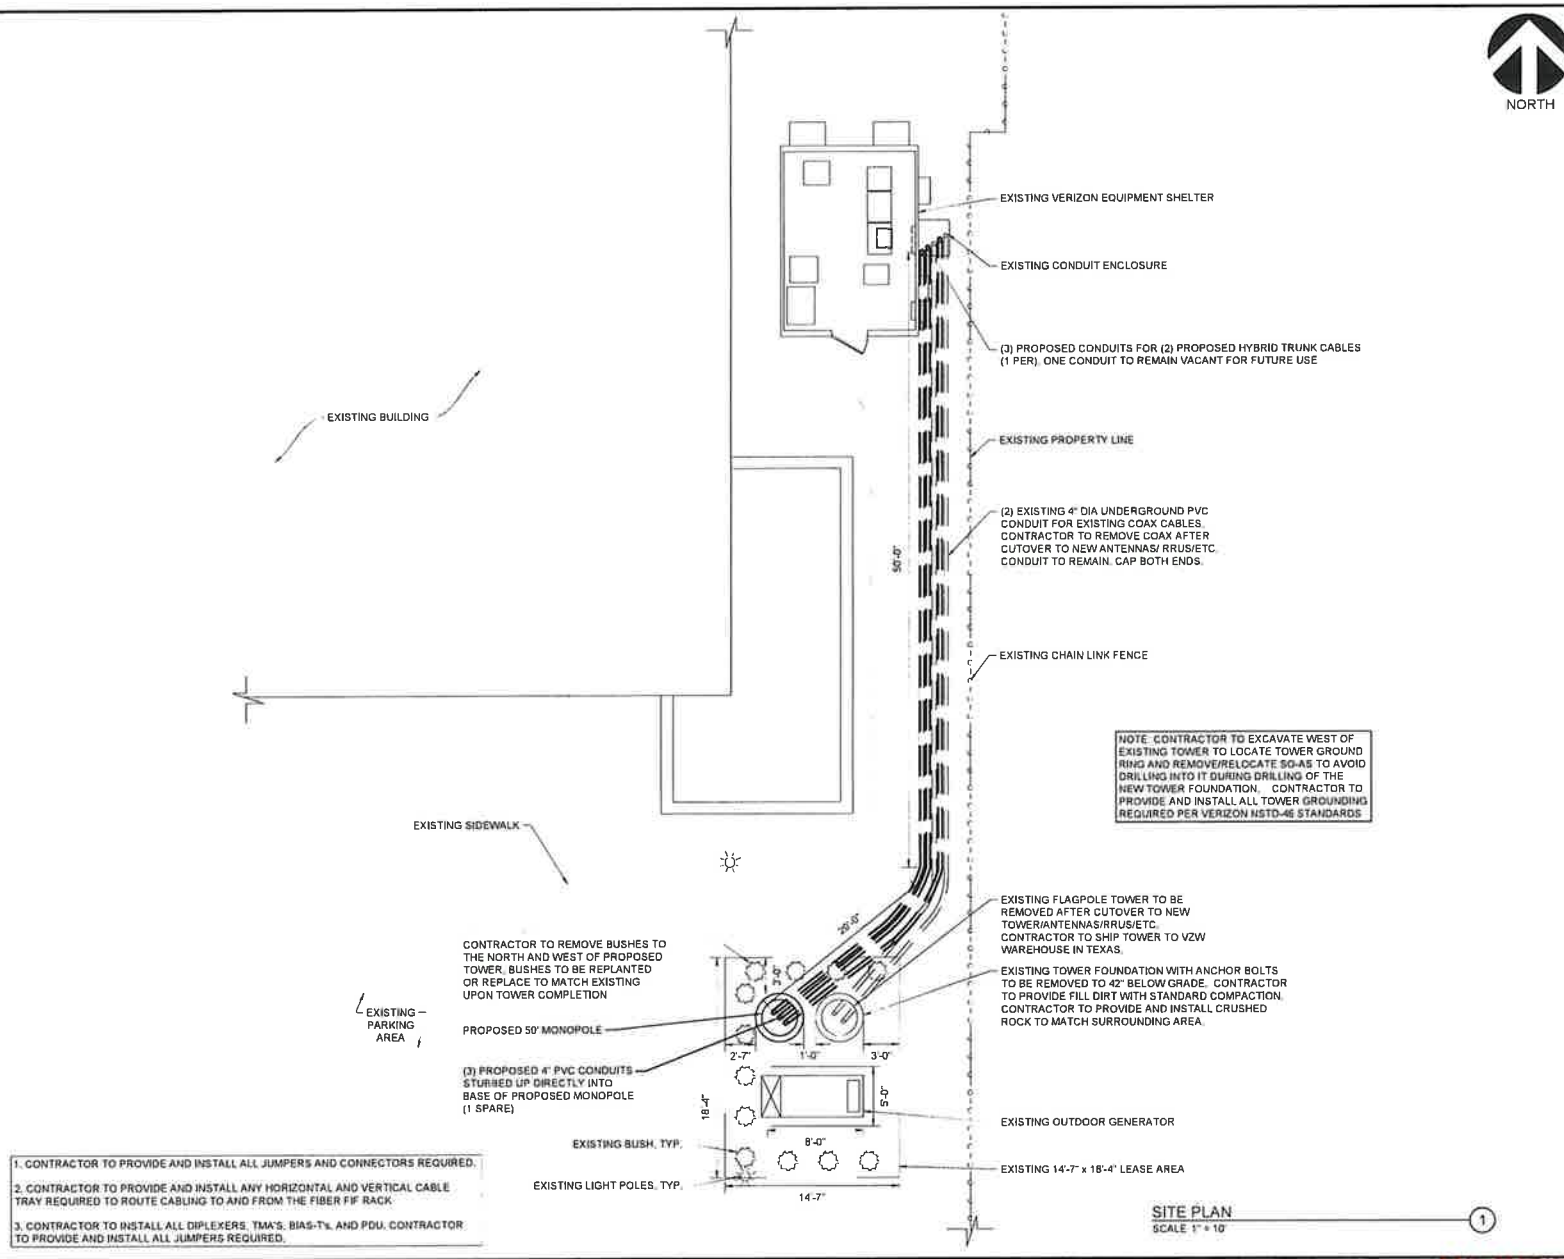 NORTH
EXISTING VERIZON EQUIPMENT SHELTER
EXISTING CONDUIT ENCLOSURE
(3) PROPOSED CONDUITS FOR (2) PROPOSED HYBRID TRUNK CABLES
(1 PER). ONE CONDUIT TO REMAIN VACANT FOR FUTURE USE
EXISTING BUILDING
EXISTING PROPERTY LINE
(2) EXISTING 4" DIA UNDERGROUND PVC
CONDUIT FOR EXISTING COAX CABLES.
CONTRACTOR TO REMOVE COAX AFTER
CUTOVER TO NEW ANTENNAS/ RRUS/ETC.
CONDUIT TO REMAIN. CAP BOTH ENDS.
50'-0"
EXISTING CHAIN LINK FENCE
NOTE: CONTRACTOR TO EXCAVATE WEST OF
EXISTING TOWER TO LOCATE TOWER GROUND
RING AND REMOVE/RELOCATE SO-AS TO AVOID
DRILLING INTO IT DURING DRILLING OF THE
NEW TOWER FOUNDATION. CONTRACTOR TO
PROVIDE AND INSTALL ALL TOWER GROUNDING
REQUIRED PER VERIZON NSTD-46 STANDARDS
EXISTING SIDEWALK
EXISTING FLAGPOLE TOWER TO BE
REMOVED AFTER CUTOVER TO NEW
TOWER/ANTENNAS/RRUS/ETC.
CONTRACTOR TO SHIP TOWER TO VZW
WAREHOUSE IN TEXAS.
20'-0"
CONTRACTOR TO REMOVE BUSHES TO
THE NORTH AND WEST OF PROPOSED
TOWER. BUSHES TO BE REPLANTED
OR REPLACE TO MATCH EXISTING
UPON TOWER COMPLETION
3'-0"
EXISTING TOWER FOUNDATION WITH ANCHOR BOLTS
TO BE REMOVED TO 42" BELOW GRADE. CONTRACTOR
TO PROVIDE FILL DIRT WITH STANDARD COMPACTION.
CONTRACTOR TO PROVIDE AND INSTALL CRUSHED
ROCK TO MATCH SURROUNDING AREA.
EXISTING
PARKING
AREA
PROPOSED 50' MONOPOLE
2'-7"
1'-0"
3'-0"
(3) PROPOSED 4" PVC CONDUITS
STUBBED UP DIRECTLY INTO
BASE OF PROPOSED MONOPOLE
(1 SPARE)
18'-4"
5'-0"
EXISTING OUTDOOR GENERATOR
EXISTING BUSH, TYP.
8'-0"
EXISTING 14'-7" x 18'-4" LEASE AREA
EXISTING LIGHT POLES, TYP.
14'-7"
1. CONTRACTOR TO PROVIDE AND INSTALL ALL JUMPERS AND CONNECTORS REQUIRED.
2. CONTRACTOR TO PROVIDE AND INSTALL ANY HORIZONTAL AND VERTICAL CABLE
TRAY REQUIRED TO ROUTE CABLING TO AND FROM THE FIBER FIF RACK
3. CONTRACTOR TO INSTALL ALL DIPLEXERS, TMA'S, BIAS-T's, AND PDU. CONTRACTOR
TO PROVIDE AND INSTALL ALL JUMPERS REQUIRED.
SITE PLAN
SCALE 1" = 10'
1